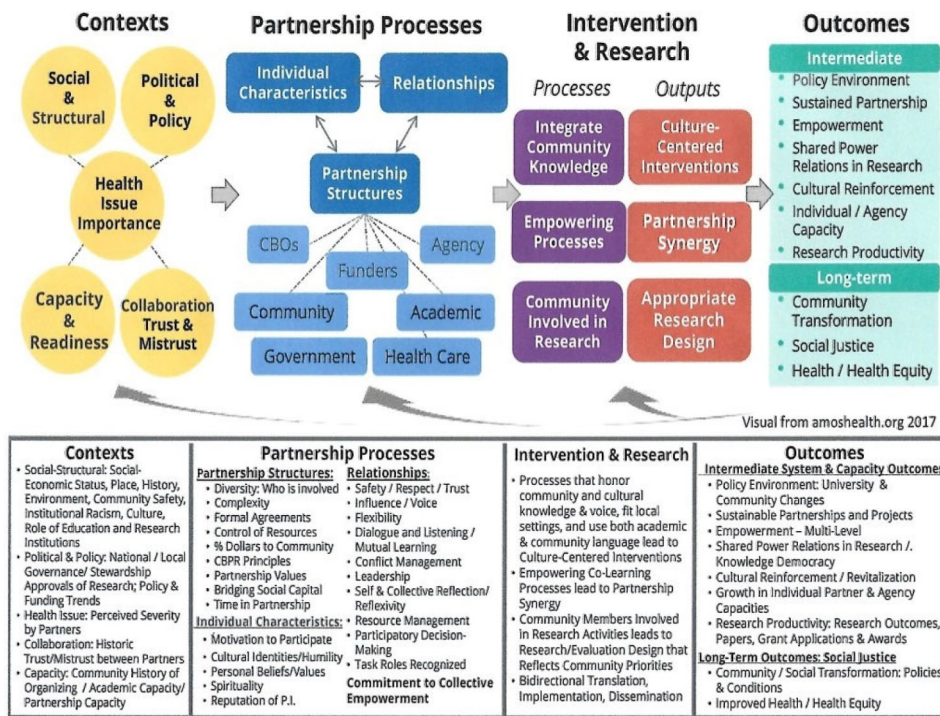 Contexts
Social
&
Structural
Political
&
Policy
Health
Issue
Importance
Capacity
&
Readiness
Collaboration
Trust &
Mistrust
Partnership Processes
Individual
Characteristics
Relationships
Partnership
Structures
CBOs
Agency
Funders
Community
Academic
Government
Health Care
Intervention
& Research
Processes
Outputs
Integrate
Community
Knowledge
Culture-
Centered
Interventions
Empowering
Processes
Partnership
Synergy
Community
Involved in
Research
Appropriate
Research
Design
Outcomes
Intermediate
• Policy Environment
• Sustained Partnership
• Empowerment
• Shared Power
Relations in Research
• Cultural Reinforcement
• Individual / Agency
Capacity
• Research Productivity
Long-term
• Community
Transformation
• Social Justice
• Health / Health Equity
Visual from amoshealth.org 2017
Contexts
• Social-Structural: Social-
Economic Status, Place, History,
Environment, Community Safety,
Institutional Racism, Culture,
Role of Education and Research
Institutions
• Political & Policy: National / Local
Governance/ Stewardship
Approvals of Research; Policy &
Funding Trends
• Health Issue: Perceived Severity
by Partners
• Collaboration: Historic
Trust/Mistrust between Partners
• Capacity: Community History of
Organizing / Academic Capacity/
Partnership Capacity
Partnership Processes
Partnership Structures:
• Diversity: Who is involved
• Complexity
• Formal Agreements
• Control of Resources
• % Dollars to Community
• CBPR Principles
• Partnership Values
• Bridging Social Capital
• Time in Partnership
Individual Characteristics:
• Motivation to Participate
• Cultural Identities/Humility
• Personal Beliefs/Values
• Spirituality
• Reputation of P.I.
Relationships:
• Safety / Respect / Trust
• Influence / Voice
• Flexibility
• Dialogue and Listening /
Mutual Learning
• Conflict Management
• Leadership
• Self & Collective Reflection/
Reflexivity
• Resource Management
• Participatory Decision-
Making
• Task Roles Recognized
Commitment to Collective
Empowerment
Intervention & Research
• Processes that honor
community and cultural
knowledge & voice, fit local
settings, and use both academic
& community language lead to
Culture-Centered Interventions
• Empowering Co-Learning
Processes lead to Partnership
Synergy
• Community Members Involved
in Research Activities leads to
Research/Evaluation Design that
Reflects Community Priorities
• Bidirectional Translation,
Implementation, Dissemination
Outcomes
Intermediate System & Capacity Outcomes
• Policy Environment: University &
Community Changes
• Sustainable Partnerships and Projects
• Empowerment – Multi-Level
• Shared Power Relations in Research /.
Knowledge Democracy
• Cultural Reinforcement / Revitalization
• Growth in Individual Partner & Agency
Capacities
• Research Productivity: Research Outcomes,
Papers, Grant Applications & Awards
Long-Term Outcomes: Social Justice
• Community / Social Transformation: Policies
& Conditions
• Improved Health / Health Equity